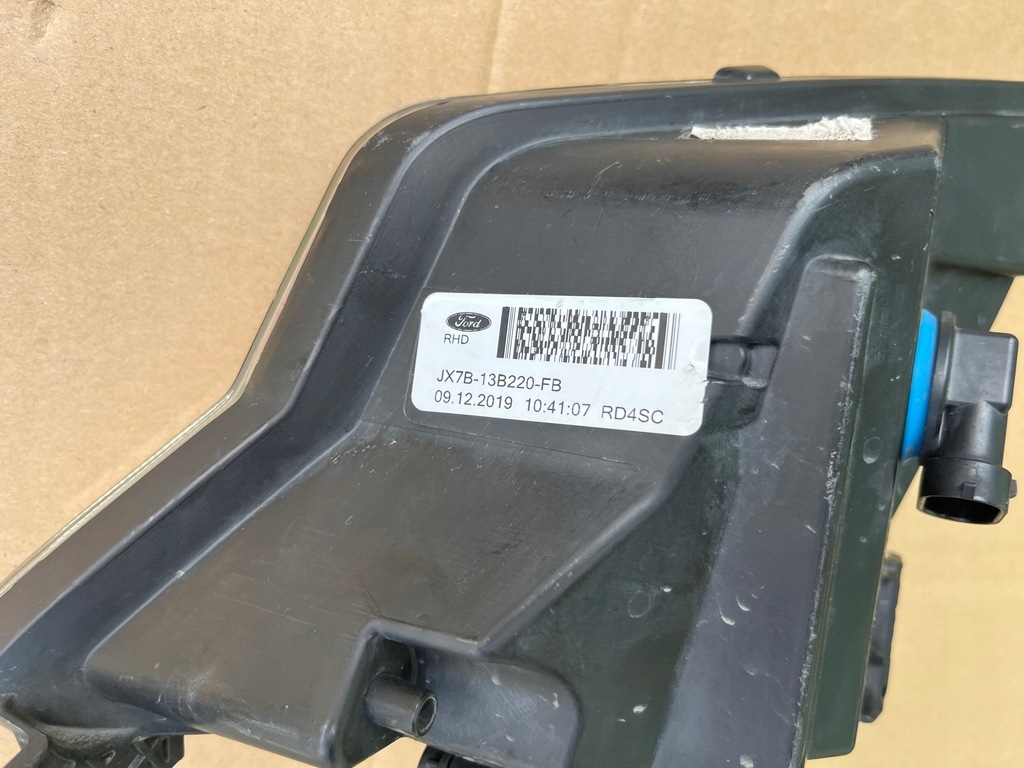 Ford
RHD
JX7B-13B220-FB
09.12.2019 10:41:07 RD4SC